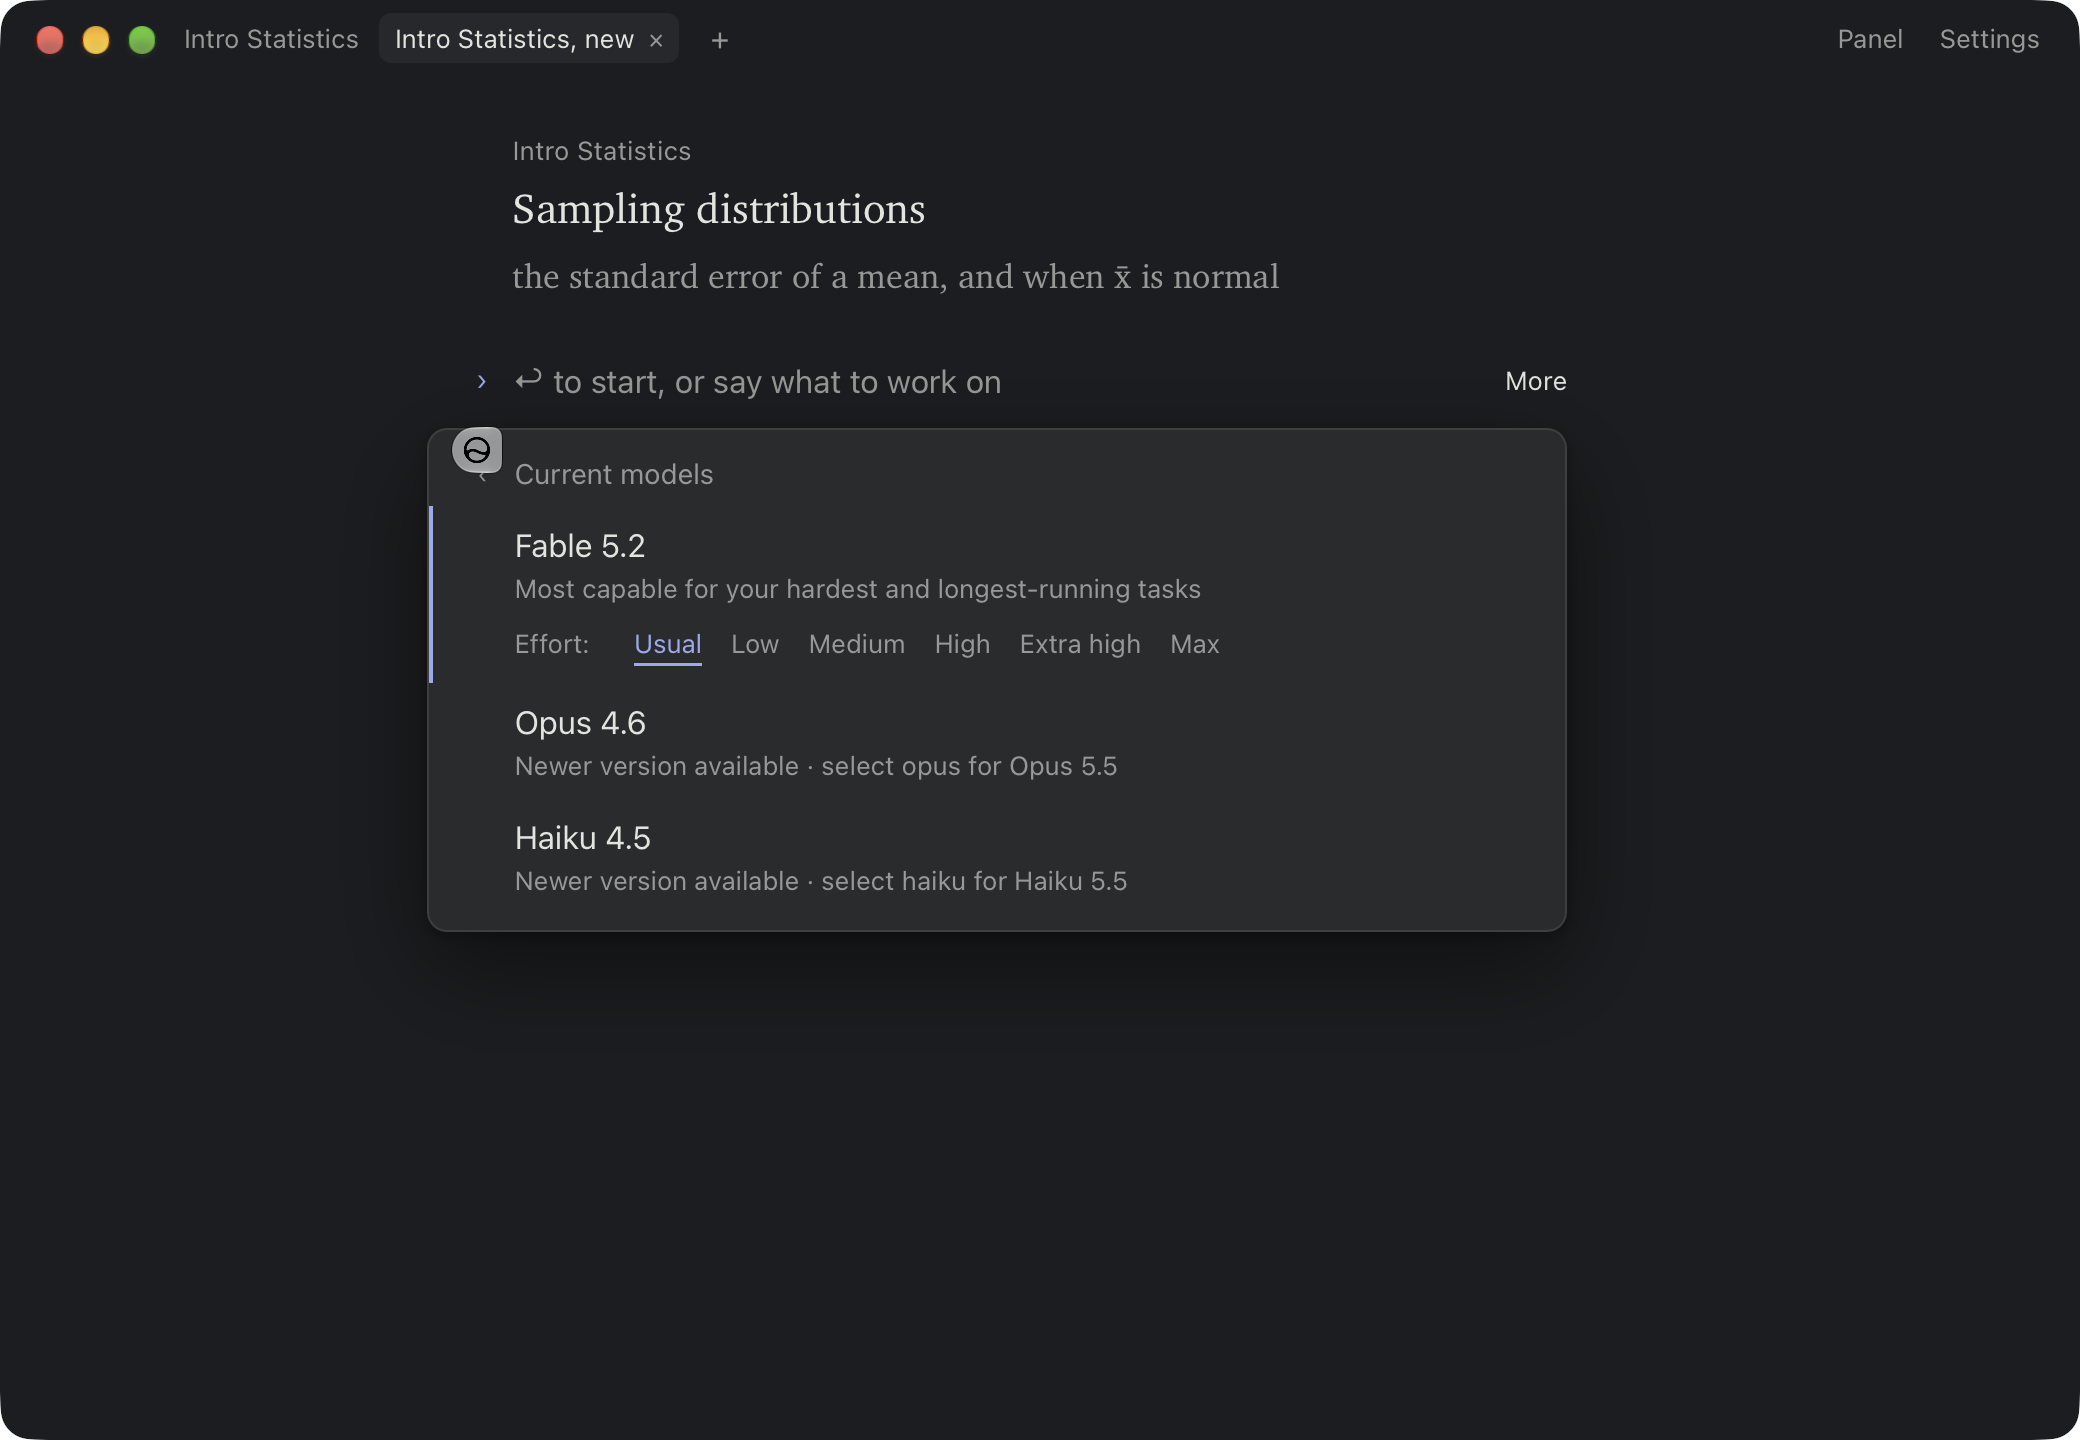 Intro Statistics
Intro Statistics, new ×
+
Panel
Settings
Intro Statistics
Sampling distributions
the standard error of a mean, and when x̄ is normal
› ↩ to start, or say what to work on
More
‹ Current models
Fable 5.2
Most capable for your hardest and longest-running tasks
Effort: Usual Low Medium High Extra high Max
Opus 4.6
Newer version available · select opus for Opus 5.5
Haiku 4.5
Newer version available · select haiku for Haiku 5.5